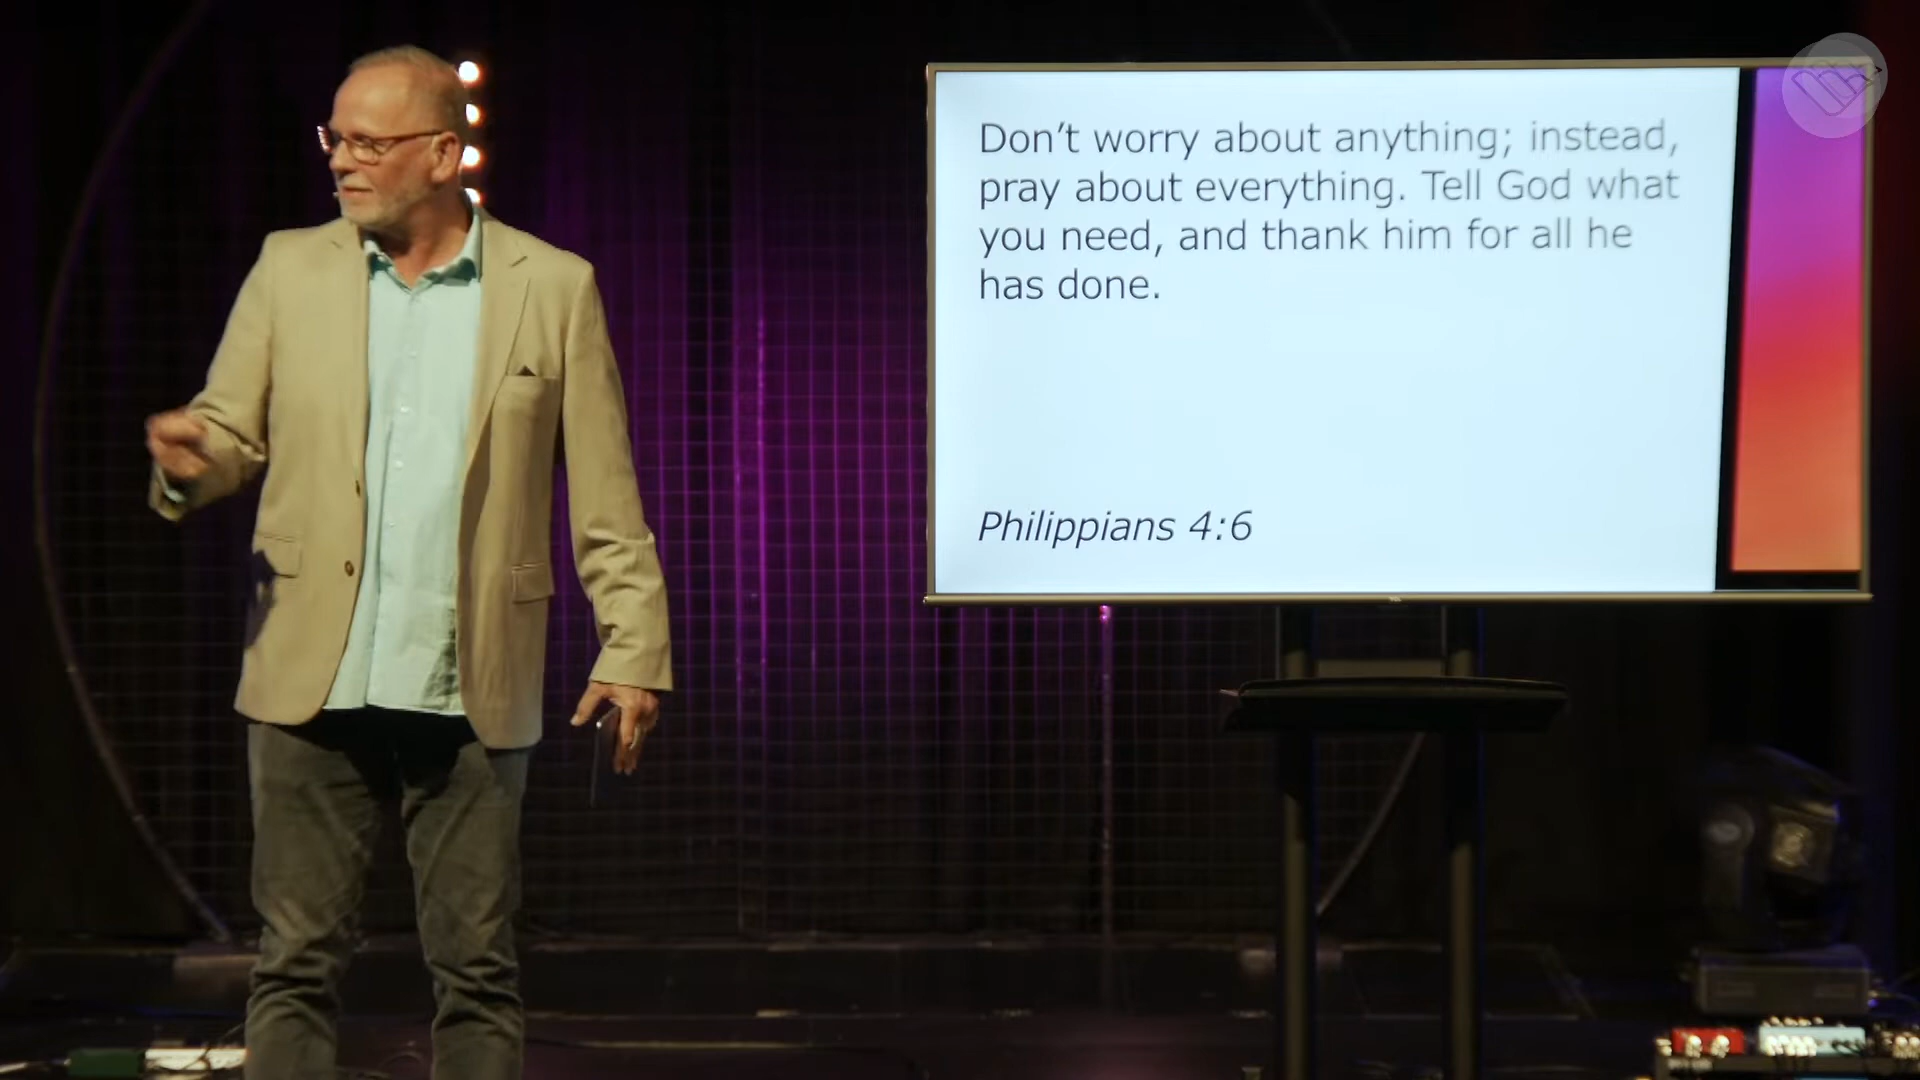 Don't worry about anything; instead,
pray about everything. Tell God what
you need, and thank him for all he
has done.
Philippians 4:6